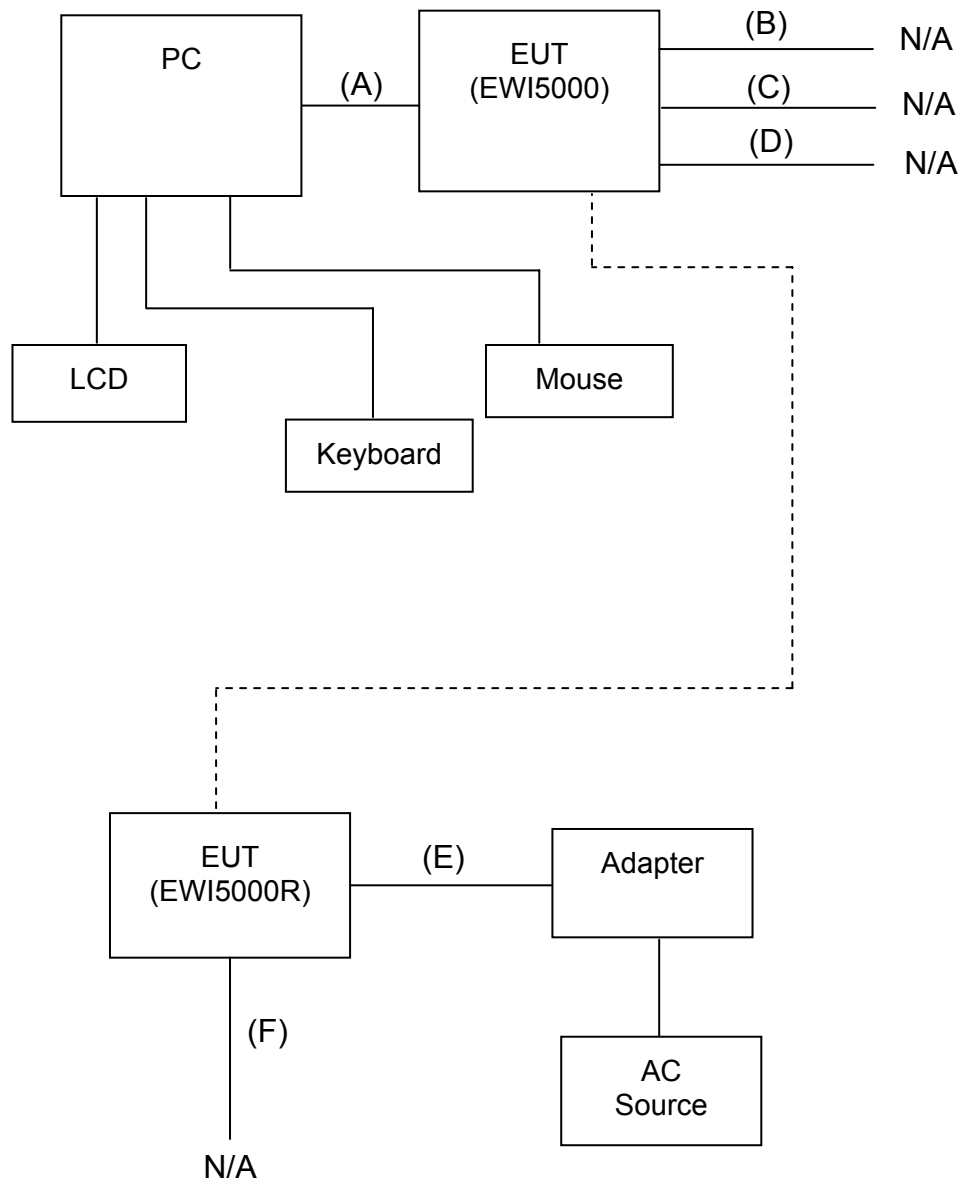 PC
(A)
EUT
(EWI5000)
(B)
N/A
(C)
N/A
(D)
N/A
LCD
Mouse
Keyboard
EUT
(EWI5000R)
(E)
Adapter
(F)
AC
Source
N/A